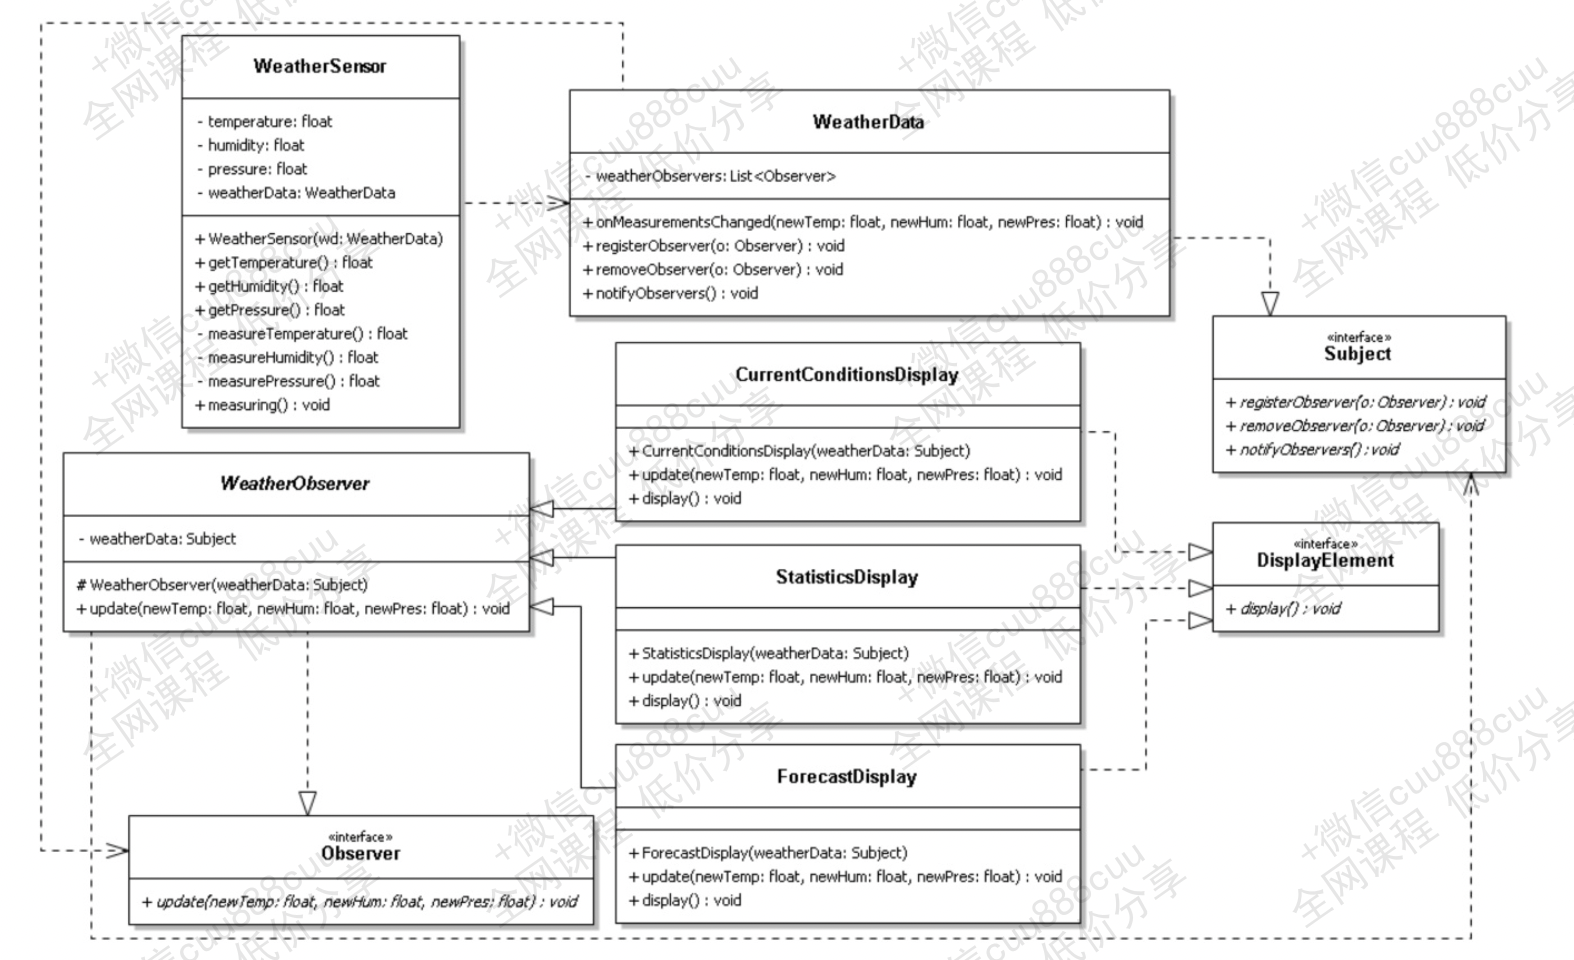 WeatherSensor
- temperature: float
- humidity: float
- pressure: float
- weatherData: WeatherData
+ WeatherSensor(wd: WeatherData)
+ getTemperature() : float
+ getHumidity() : float
+ getPressure() : float
- measureTemperature() : float
- measureHumidity() : float
- measurePressure() : float
+ measuring() : void
WeatherData
- weatherObservers: List<Observer>
+ onMeasurementsChanged(newTemp: float, newHum: float, newPres: float) : void
+ registerObserver(o: Observer) : void
+ removeObserver(o: Observer) : void
+ notifyObservers() : void
«interface»
Subject
+ registerObserver(o: Observer) : void
+ removeObserver(o: Observer) : void
+ notifyObservers() : void
CurrentConditionsDisplay
+ CurrentConditionsDisplay(weatherData: Subject)
+ update(newTemp: float, newHum: float, newPres: float) : void
+ display() : void
WeatherObserver
- weatherData: Subject
# WeatherObserver(weatherData: Subject)
+ update(newTemp: float, newHum: float, newPres: float) : void
StatisticsDisplay
+ StatisticsDisplay(weatherData: Subject)
+ update(newTemp: float, newHum: float, newPres: float) : void
+ display() : void
«interface»
DisplayElement
+ display() : void
ForecastDisplay
+ ForecastDisplay(weatherData: Subject)
+ update(newTemp: float, newHum: float, newPres: float) : void
+ display() : void
«interface»
Observer
+ update(newTemp: float, newHum: float, newPres: float) : void
+微信cuu888cuu
全网课程 低价分享